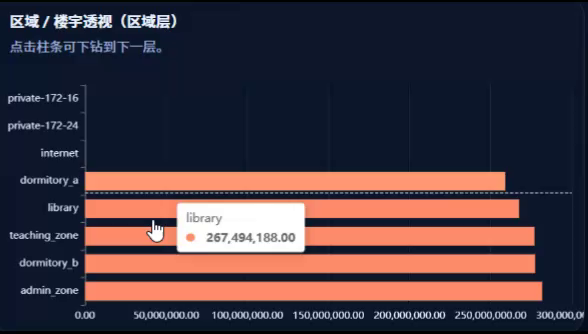 区域 / 楼宇透视（区域层）
点击柱条可下钻到下一层。
private-172-16
private-172-24
internet
dormitory_a
library
teaching_zone
dormitory_b
admin_zone
library
267,494,188.00
0.00 50,000,000.00 100,000,000.00 150,000,000.00 200,000,000.00 250,000,000.00 300,000,0